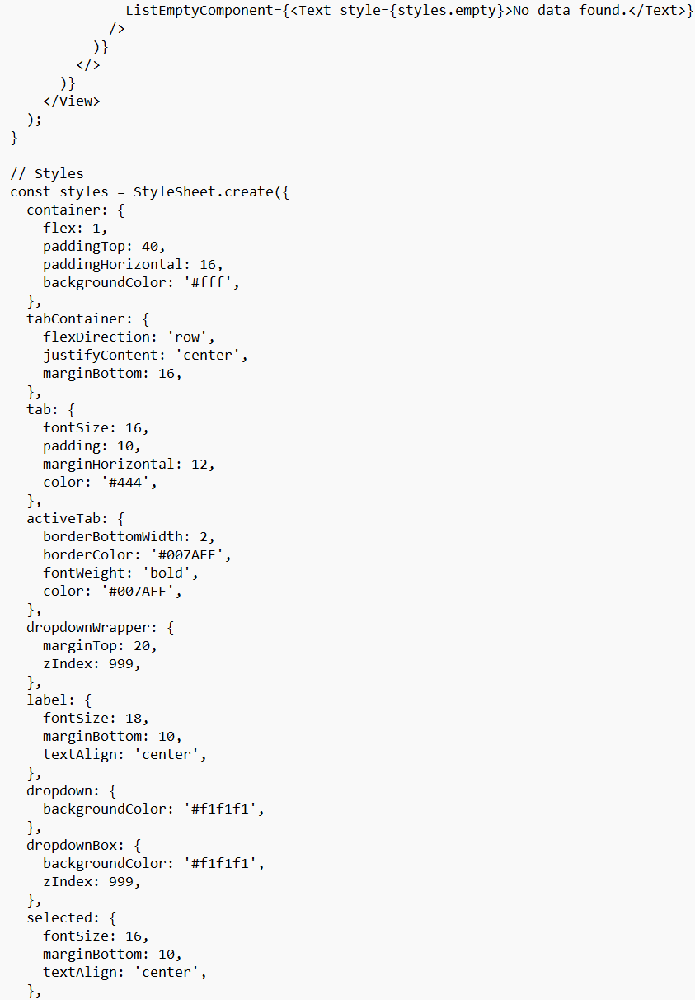 ListEmptyComponent={<Text style={styles.empty}>No data found.</Text>}
            />
          )}
        </>
      )}
    </View>
  );
}

// Styles
const styles = StyleSheet.create({
  container: {
    flex: 1,
    paddingTop: 40,
    paddingHorizontal: 16,
    backgroundColor: '#fff',
  },
  tabContainer: {
    flexDirection: 'row',
    justifyContent: 'center',
    marginBottom: 16,
  },
  tab: {
    fontSize: 16,
    padding: 10,
    marginHorizontal: 12,
    color: '#444',
  },
  activeTab: {
    borderBottomWidth: 2,
    borderColor: '#007AFF',
    fontWeight: 'bold',
    color: '#007AFF',
  },
  dropdownWrapper: {
    marginTop: 20,
    zIndex: 999,
  },
  label: {
    fontSize: 18,
    marginBottom: 10,
    textAlign: 'center',
  },
  dropdown: {
    backgroundColor: '#f1f1f1',
  },
  dropdownBox: {
    backgroundColor: '#f1f1f1',
    zIndex: 999,
  },
  selected: {
    fontSize: 16,
    marginBottom: 10,
    textAlign: 'center',
  },